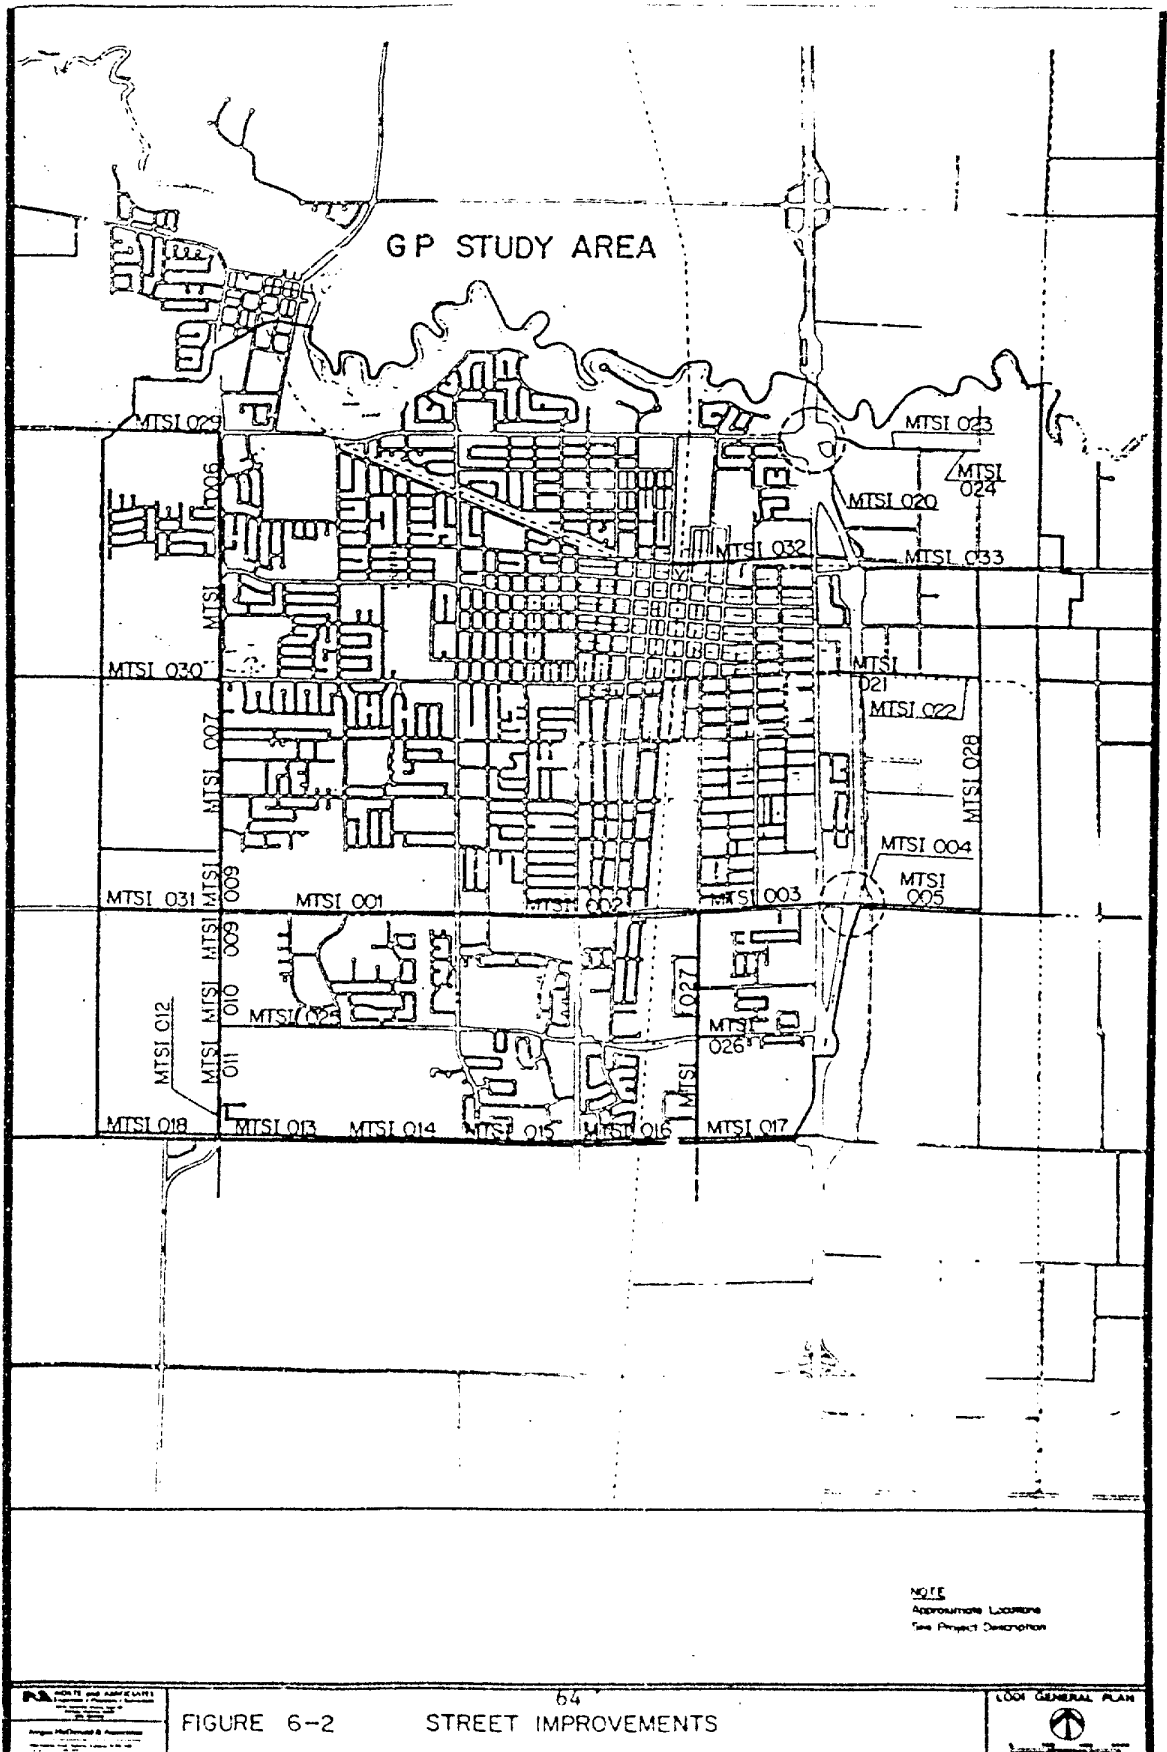 GP STUDY AREA
MTSI 029
MTSI 023
MTSI
024
MTSI 006
MTSI 020
MTSI 032
MTSI 033
MTSI 030
MTSI
021
MTSI 022
MTSI 007
MTSI 028
MTSI 004
MTSI
005
MTSI 031
MTSI 009
MTSI 001
MTSI 002
MTSI 003
MTSI 009
MTSI 010
MTSI 025
MTSI 027
MTSI
026
MTSI 012
MTSI 011
MTSI 018
MTSI 013
MTSI 014
MTSI 015
MTSI 016
MTSI 017
NOTE
Approximate Locations
See Project Description
64
FIGURE 6-2
STREET IMPROVEMENTS
LODI GENERAL PLAN